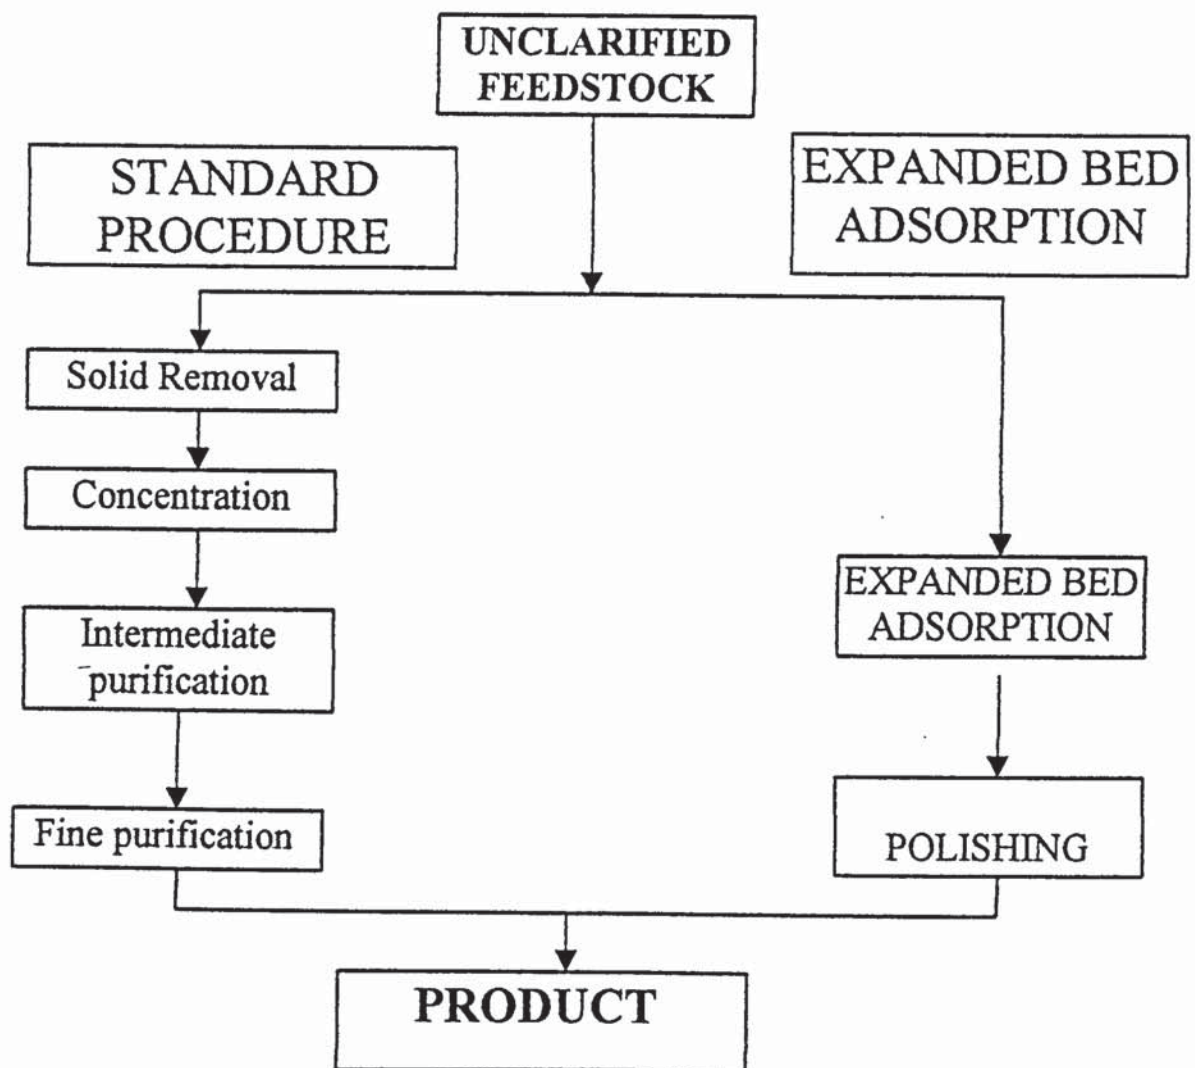 UNCLARIFIED
FEEDSTOCK
STANDARD
PROCEDURE
EXPANDED BED
ADSORPTION
Solid Removal
Concentration
Intermediate
purification
Fine purification
EXPANDED BED
ADSORPTION
POLISHING
PRODUCT